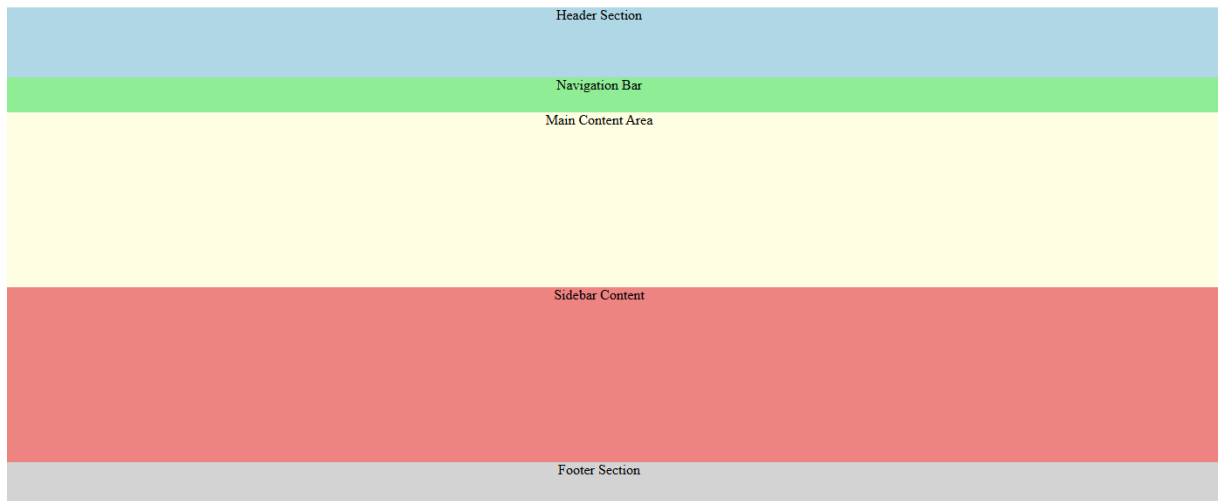 Header Section
Navigation Bar
Main Content Area
Sidebar Content
Footer Section